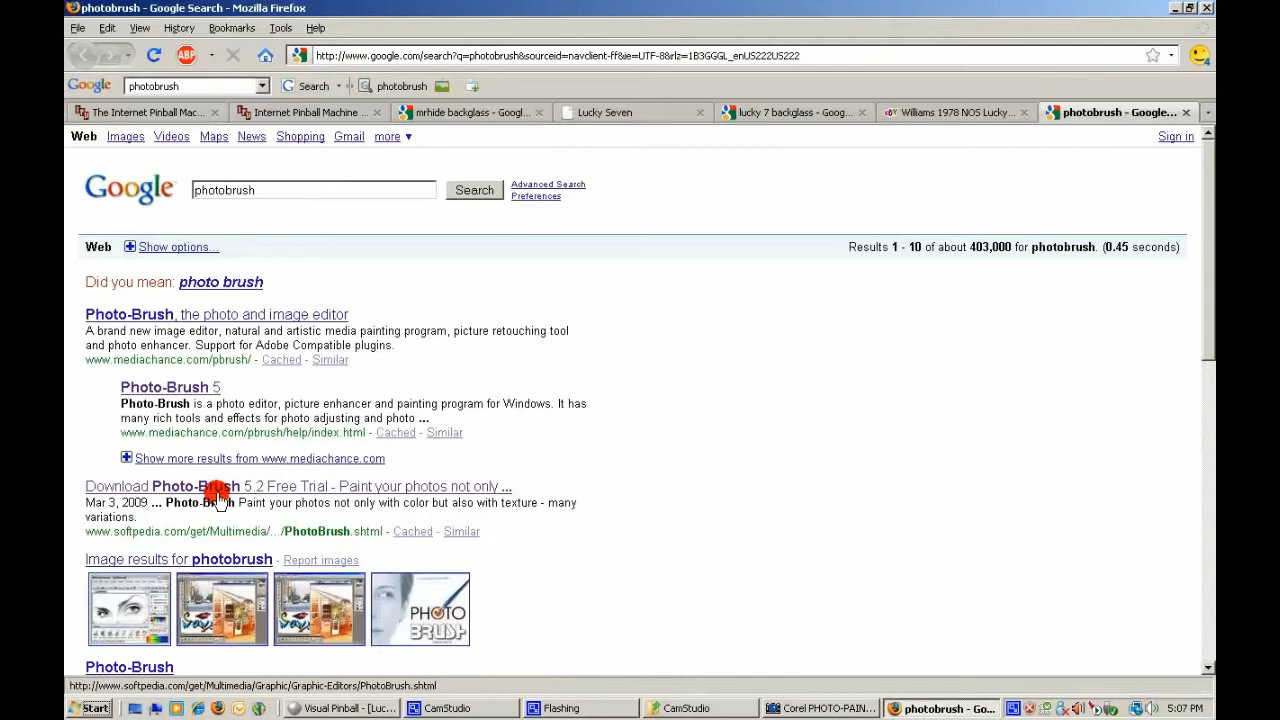 photobrush - Google Search - Mozilla Firefox
File Edit View History Bookmarks Tools Help
ABP http://www.google.com/search?q=photobrush&sourceid=navclient-ff&ie=UTF-8&rlz=1B3GGGL_enUS222US222
Google photobrush Search photobrush
The Internet Pinball Mac... Internet Pinball Machine ... mrhide backglass - Googl... Lucky Seven lucky 7 backglass - Goog... Williams 1978 NOS Lucky... photobrush - Google...
Web Images Videos Maps News Shopping Gmail more ▼ Sign in
Google photobrush Search Advanced Search
Preferences
Web Show options... Results 1 - 10 of about 403,000 for photobrush. (0.45 seconds)
Did you mean: photo brush
Photo-Brush, the photo and image editor
A brand new image editor, natural and artistic media painting program, picture retouching tool
and photo enhancer. Support for Adobe Compatible plugins.
www.mediachance.com/pbrush/ - Cached - Similar
Photo-Brush 5
Photo-Brush is a photo editor, picture enhancer and painting program for Windows. It has
many rich tools and effects for photo adjusting and photo ...
www.mediachance.com/pbrush/help/index.html - Cached - Similar
Show more results from www.mediachance.com
Download Photo-Brush 5.2 Free Trial - Paint your photos not only ...
Mar 3, 2009 ... Photo-Brush Paint your photos not only with color but also with texture - many
variations.
www.softpedia.com/get/Multimedia/.../PhotoBrush.shtml - Cached - Similar
Image results for photobrush - Report images
PHOTO
BRUSH
Photo-Brush
http://www.softpedia.com/get/Multimedia/Graphic/Graphic-Editors/PhotoBrush.shtml
Start Visual Pinball - [Luc... CamStudio Flashing CamStudio Corel PHOTO-PAIN... photobrush - Go... 5:07 PM